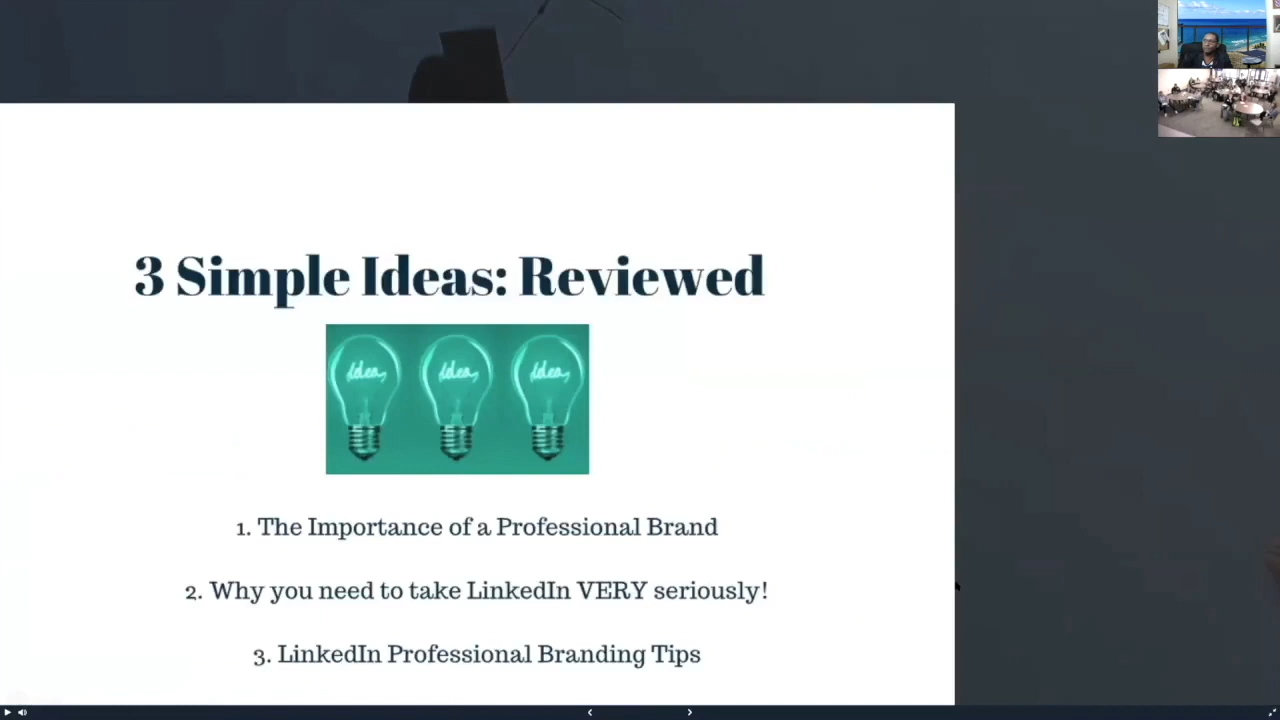 3 Simple Ideas: Reviewed
idea idea idea
1. The Importance of a Professional Brand
2. Why you need to take LinkedIn VERY seriously!
3. LinkedIn Professional Branding Tips